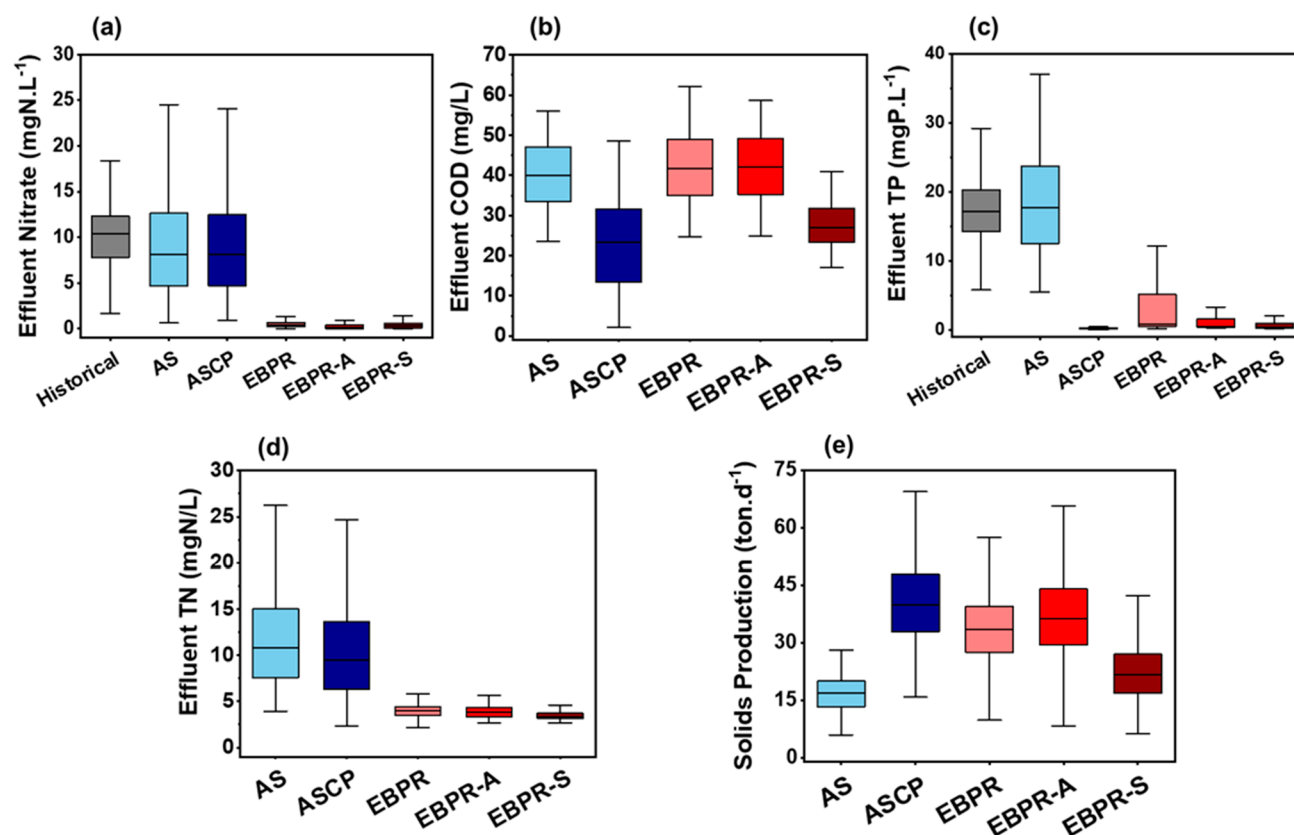 (a)
Effluent Nitrate (mgN.L⁻¹)
30
25
20
15
10
5
0
Historical
AS
ASCP
EBPR
EBPR-A
EBPR-S
(b)
Effluent COD (mg/L)
70
60
50
40
30
20
10
0
AS
ASCP
EBPR
EBPR-A
EBPR-S
(c)
Effluent TP (mgP.L⁻¹)
40
30
20
10
0
Historical
AS
ASCP
EBPR
EBPR-A
EBPR-S
(d)
Effluent TN (mgN/L)
30
25
20
15
10
5
0
AS
ASCP
EBPR
EBPR-A
EBPR-S
(e)
Solids Production (ton.d⁻¹)
75
60
45
30
15
0
AS
ASCP
EBPR
EBPR-A
EBPR-S